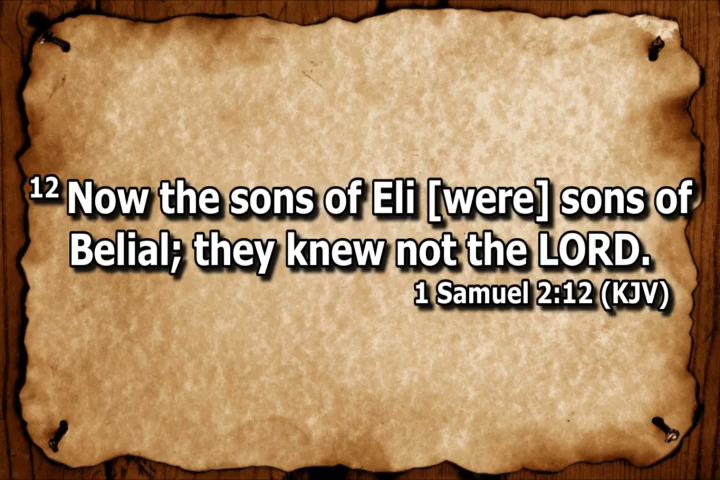 12 Now the sons of Eli [were] sons of
Belial; they knew not the LORD.
1 Samuel 2:12 (KJV)